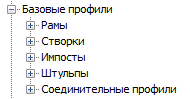 Базовые профили
Рамы
Створки
Импосты
Штульпы
Соединительные профили